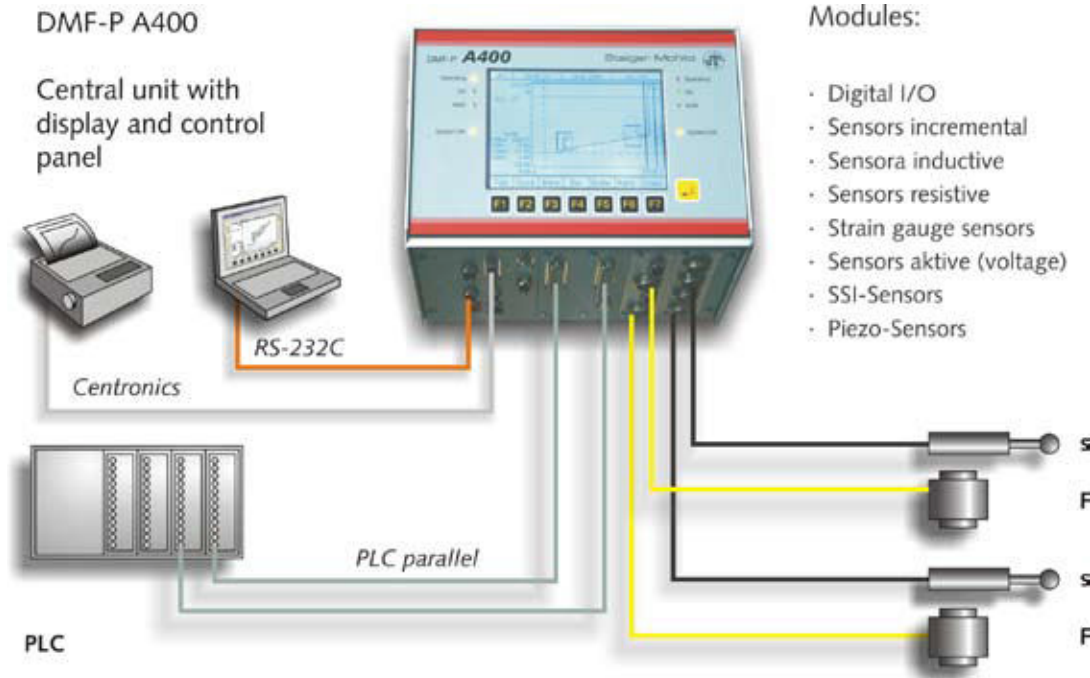 DMF-P A400
Central unit with
display and control
panel
DMF-P A400
Staiger Mohilo
F1 F2 F3 F4 F5 F6 F7
Modules:
· Digital I/O
· Sensors incremental
· Sensora inductive
· Sensors resistive
· Strain gauge sensors
· Sensors aktive (voltage)
· SSI-Sensors
· Piezo-Sensors
RS-232C
Centronics
PLC parallel
PLC
s
F
s
F